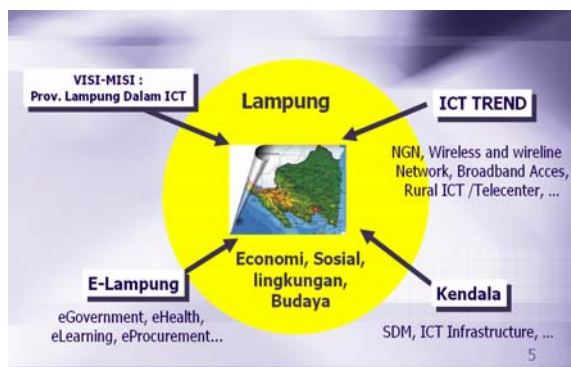 VISI-MISI :
Prov. Lampung Dalam ICT
Lampung
ICT TREND
NGN, Wireless and wireline
Network, Broadband Acces,
Rural ICT /Telecenter, ...
E-Lampung
eGovernment, eHealth,
eLearning, eProcurement...
Economi, Sosial,
lingkungan,
Budaya
Kendala
SDM, ICT Infrastructure, ...
5